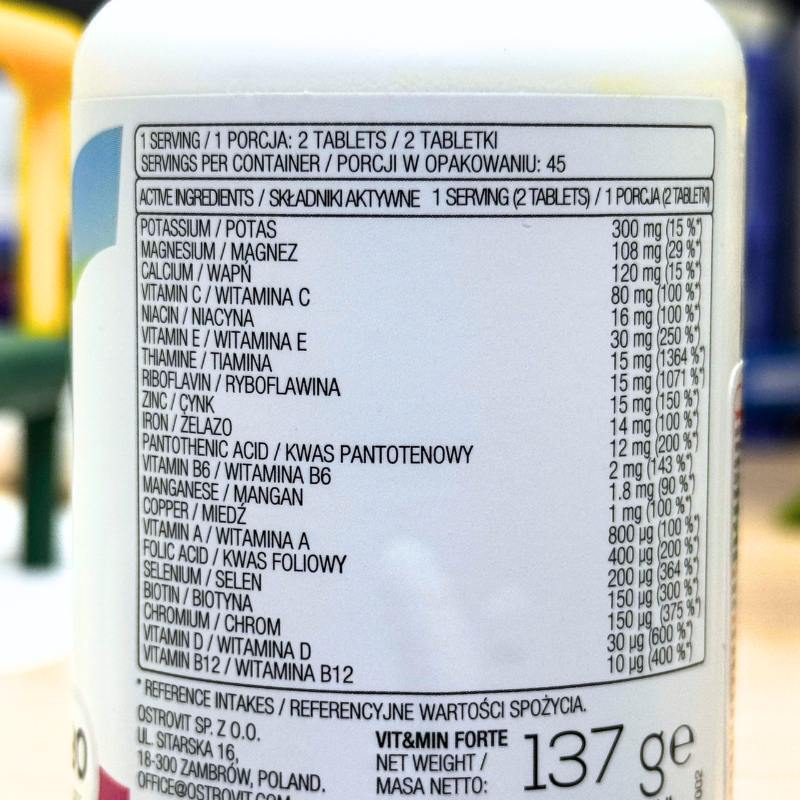 1 SERVING / 1 PORCJA: 2 TABLETS / 2 TABLETKI
SERVINGS PER CONTAINER / PORCJI W OPAKOWANIU: 45
ACTIVE INGREDIENTS / SKŁADNIKI AKTYWNE 1 SERVING (2 TABLETS) / 1 PORCJA (2 TABLETKI)
POTASSIUM / POTAS 300 mg (15 %*)
MAGNESIUM / MAGNEZ 108 mg (29 %*)
CALCIUM / WAPŃ 120 mg (15 %*)
VITAMIN C / WITAMINA C 80 mg (100 %*)
NIACIN / NIACYNA 16 mg (100 %*)
VITAMIN E / WITAMINA E 30 mg (250 %*)
THIAMINE / TIAMINA 15 mg (1364 %*)
RIBOFLAVIN / RYBOFLAWINA 15 mg (1071 %*)
ZINC / CYNK 15 mg (150 %*)
IRON / ŻELAZO 14 mg (100 %*)
PANTOTHENIC ACID / KWAS PANTOTENOWY 12 mg (200 %*)
VITAMIN B6 / WITAMINA B6 2 mg (143 %*)
MANGANESE / MANGAN 1.8 mg (90 %*)
COPPER / MIEDŹ 1 mg (100 %*)
VITAMIN A / WITAMINA A 800 µg (100 %*)
FOLIC ACID / KWAS FOLIOWY 400 µg (200 %*)
SELENIUM / SELEN 200 µg (364 %*)
BIOTIN / BIOTYNA 150 µg (300 %*)
CHROMIUM / CHROM 150 µg (375 %*)
VITAMIN D / WITAMINA D 30 µg (600 %*)
VITAMIN B12 / WITAMINA B12 10 µg (400 %*)
* REFERENCE INTAKES / REFERENCYJNE WARTOŚCI SPOŻYCIA.
OSTROVIT SP. Z O.O.
UL. SITARSKA 16,
18-300 ZAMBRÓW, POLAND.
OFFICE@OSTROVIT.COM
VIT&MIN FORTE
NET WEIGHT /
MASA NETTO:
137 g e